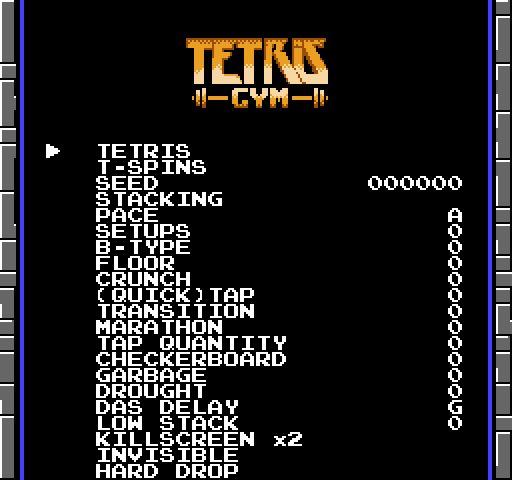 TETRIS
GYM
TETRIS
T-SPINS
SEED 000000
STACKING
PACE A
SETUPS 0
B-TYPE 0
FLOOR 0
CRUNCH 0
(QUICK)TAP 0
TRANSITION 0
MARATHON 0
TAP QUANTITY 0
CHECKERBOARD 0
GARBAGE 0
DROUGHT 0
DAS DELAY G
LOW STACK 0
KILLSCREEN x2
INVISIBLE
HARD DROP